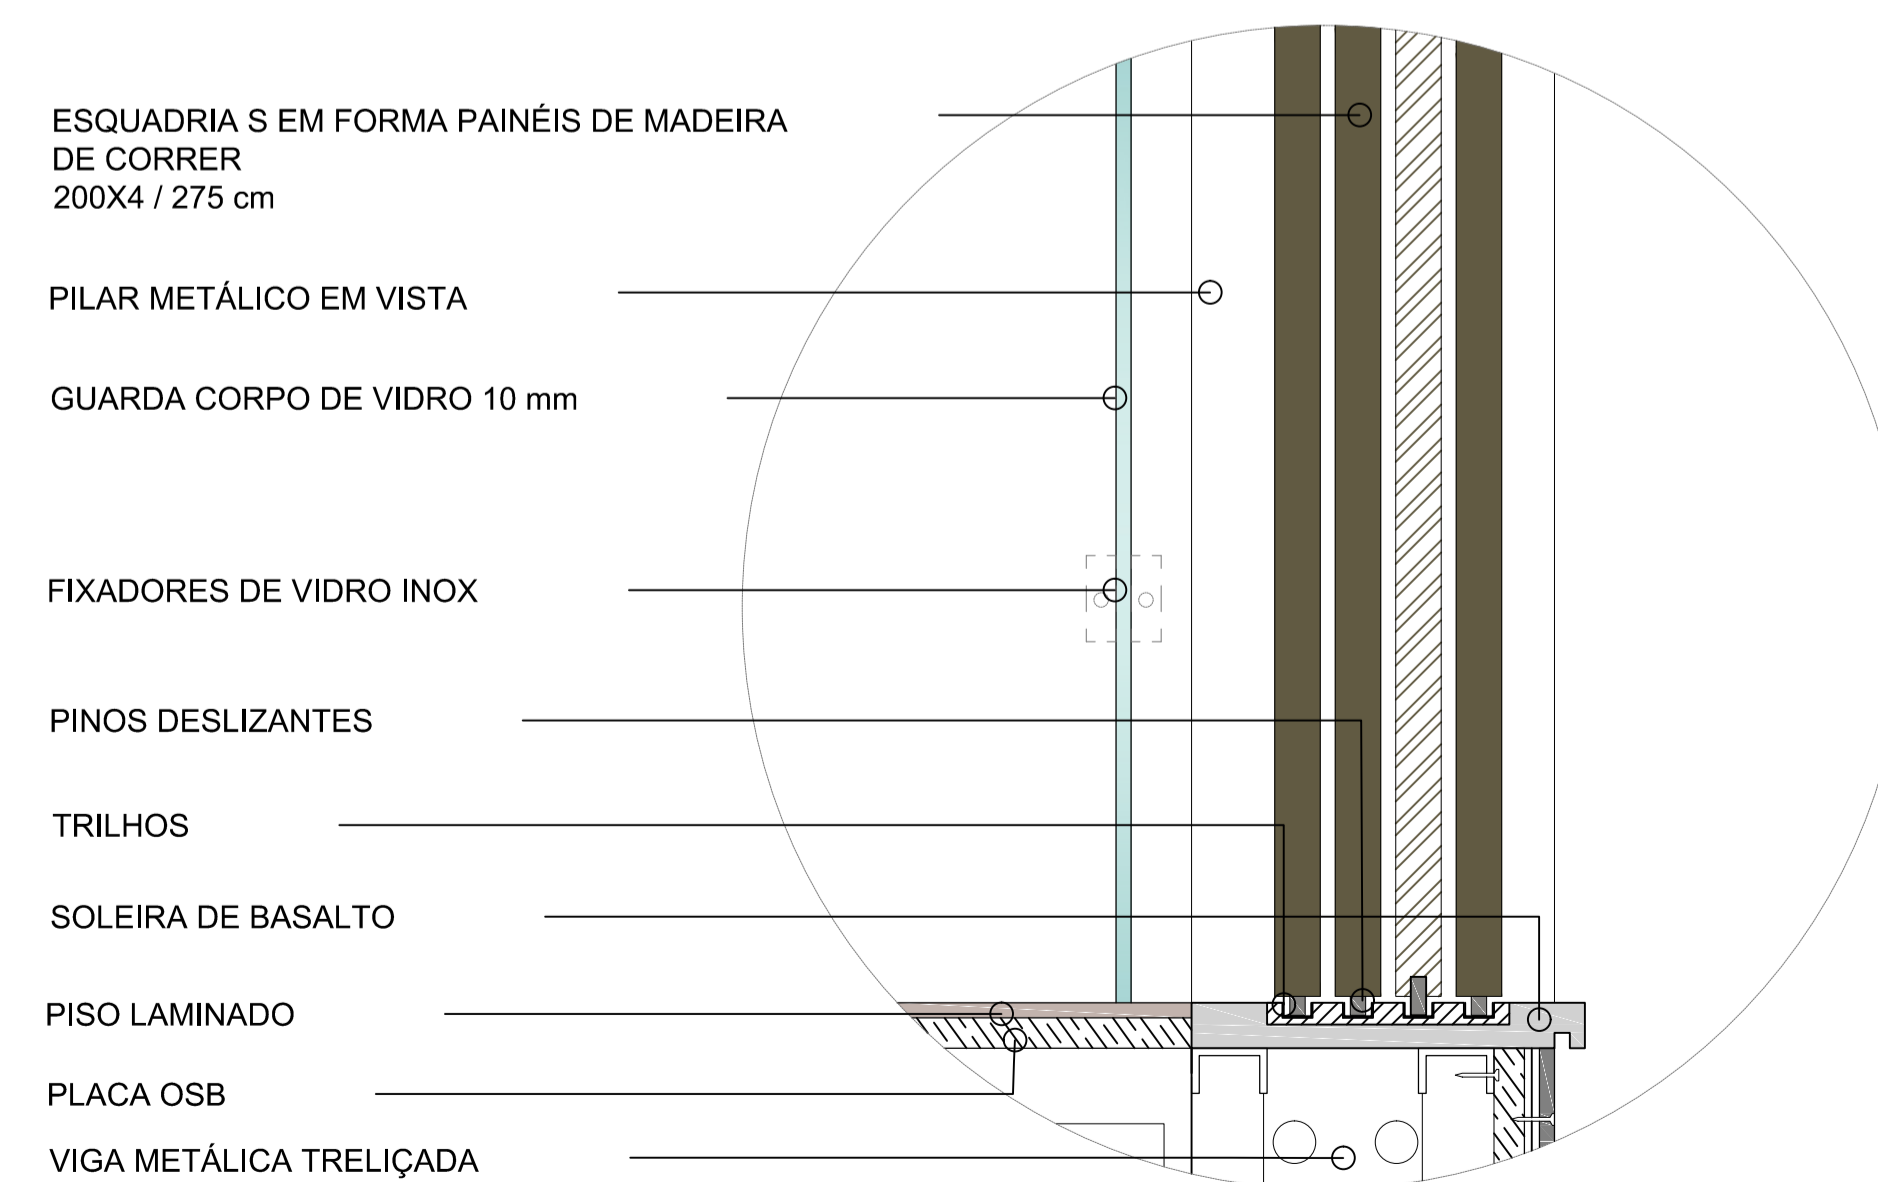 ESQUADRIA S EM FORMA PAINÉIS DE MADEIRA
DE CORRER
200X4 / 275 cm
PILAR METÁLICO EM VISTA
GUARDA CORPO DE VIDRO 10 mm
FIXADORES DE VIDRO INOX
PINOS DESLIZANTES
TRILHOS
SOLEIRA DE BASALTO
PISO LAMINADO
PLACA OSB
VIGA METÁLICA TRELIÇADA